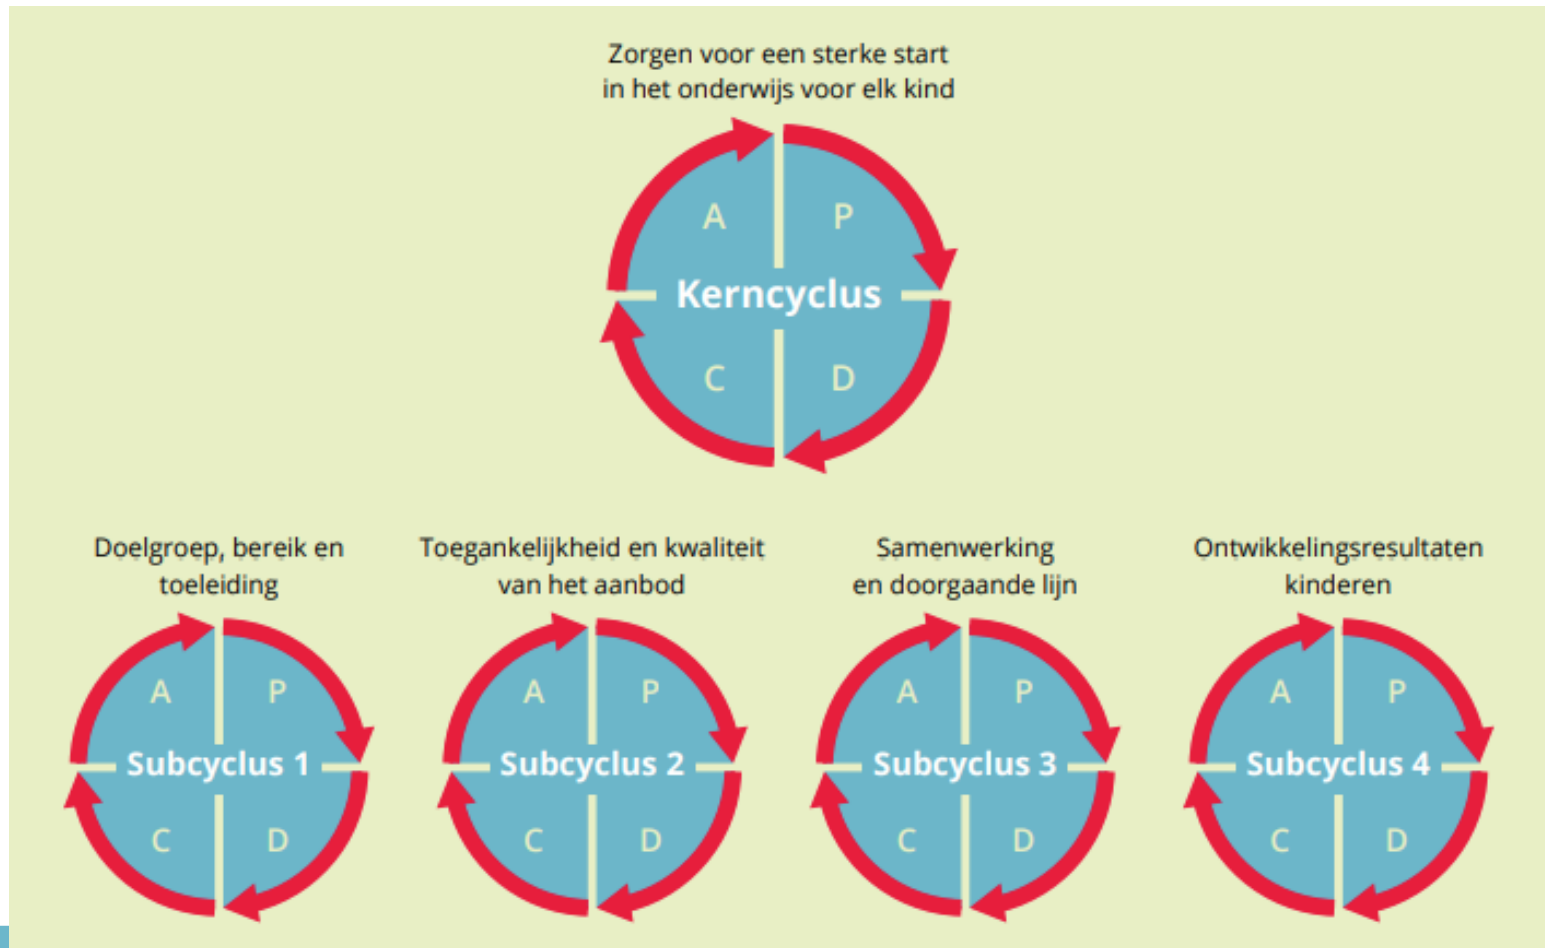 Zorgen voor een sterke start
in het onderwijs voor elk kind
A P
Kerncyclus
C D
Doelgroep, bereik en
toeleiding
A P
Subcyclus 1
C D
Toegankelijkheid en kwaliteit
van het aanbod
A P
Subcyclus 2
C D
Samenwerking
en doorgaande lijn
A P
Subcyclus 3
C D
Ontwikkelingsresultaten
kinderen
A P
Subcyclus 4
C D